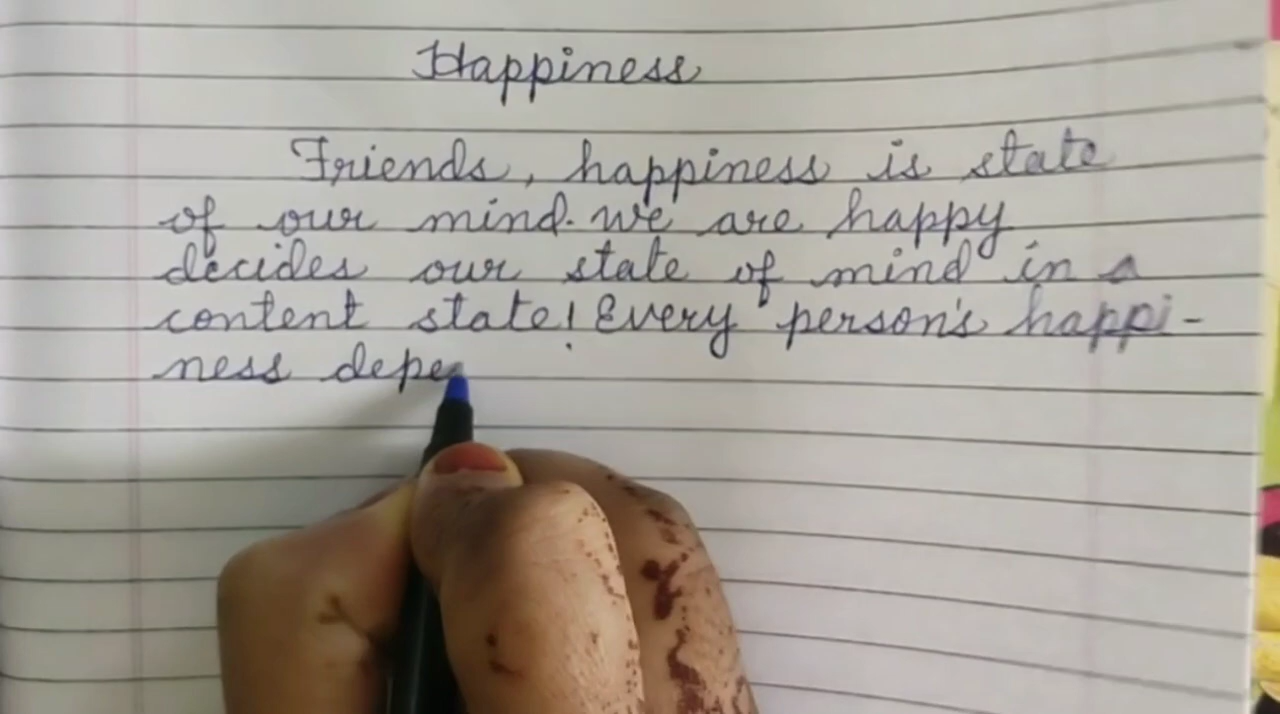 Happiness
Friends, happiness is state
of our mind. we are happy
decides our state of mind in a
content state! Every person's happi-
ness depe